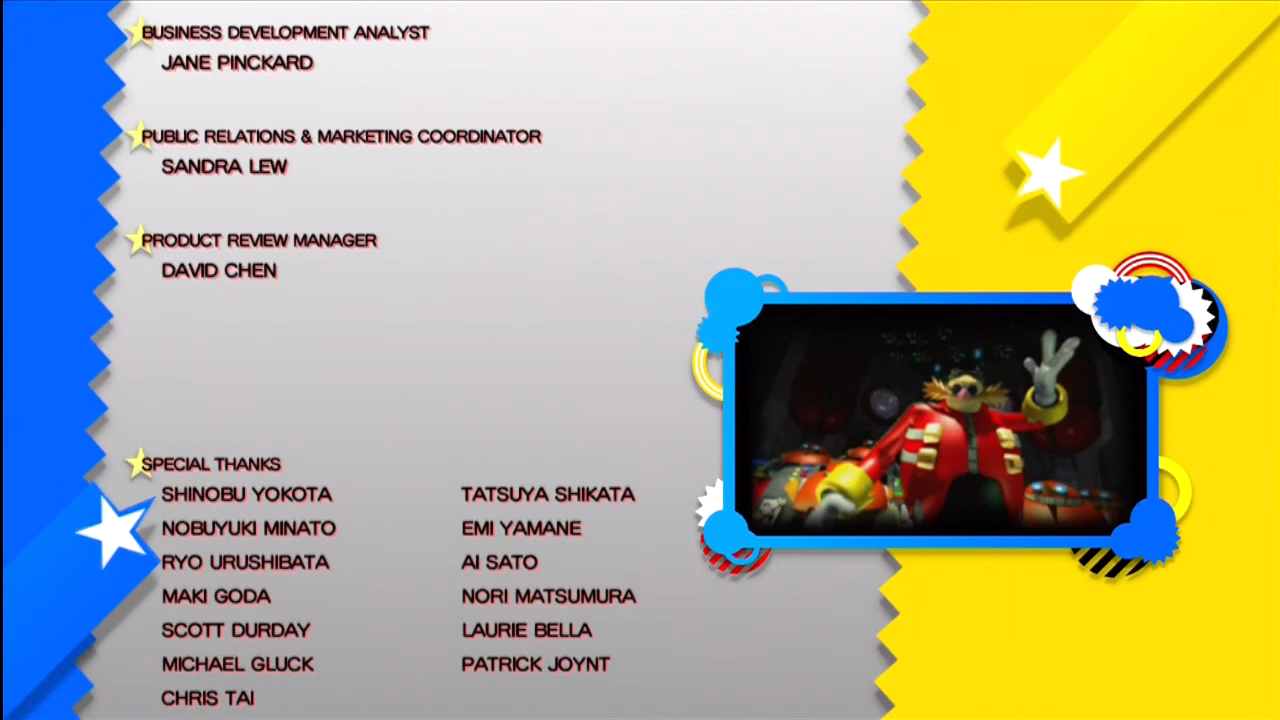 BUSINESS DEVELOPMENT ANALYST
JANE PINCKARD
PUBLIC RELATIONS & MARKETING COORDINATOR
SANDRA LEW
PRODUCT REVIEW MANAGER
DAVID CHEN
SPECIAL THANKS
SHINOBU YOKOTA
NOBUYUKI MINATO
RYO URUSHIBATA
MAKI GODA
SCOTT DURDAY
MICHAEL GLUCK
CHRIS TAI
TATSUYA SHIKATA
EMI YAMANE
AI SATO
NORI MATSUMURA
LAURIE BELLA
PATRICK JOYNT